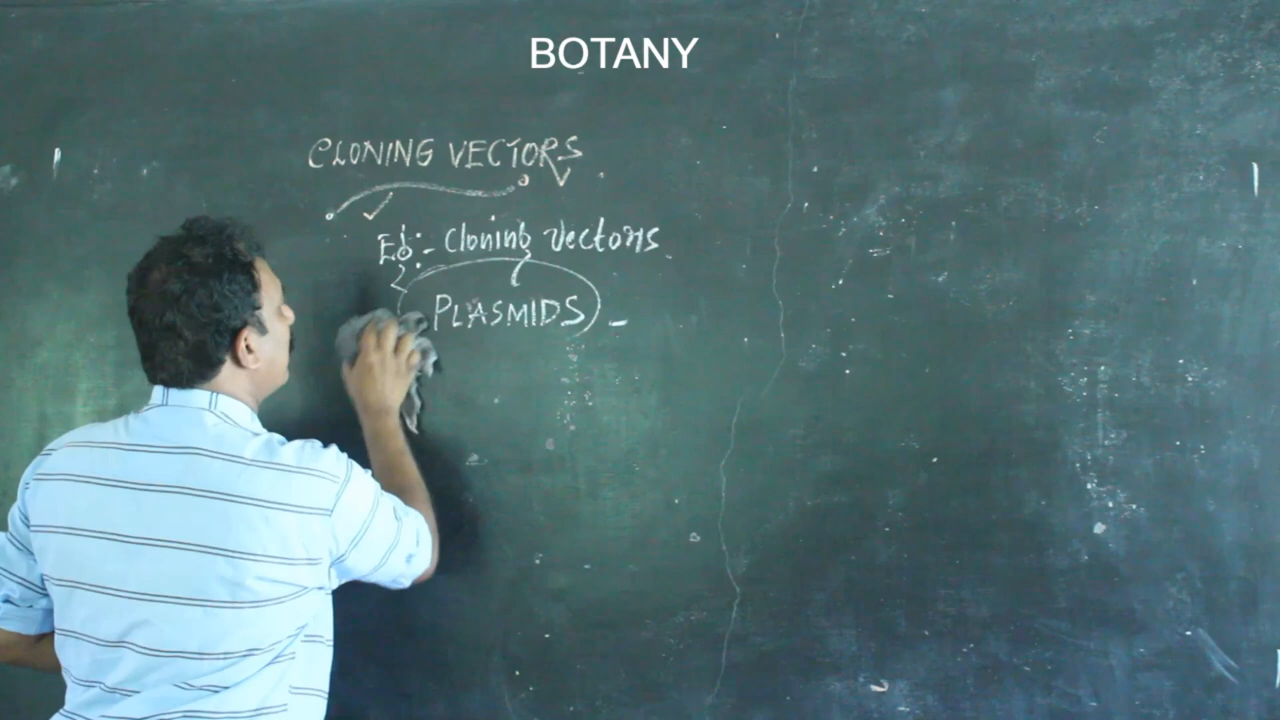 BOTANY
CLONING VECTORS
Eg:- Cloning Vectors
PLASMIDS -